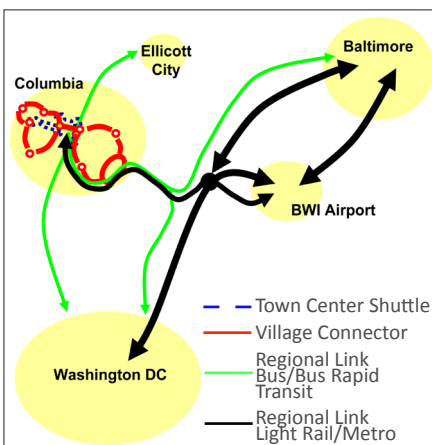 Ellicott
City
Baltimore
Columbia
BWI Airport
Washington DC
Town Center Shuttle
Village Connector
Regional Link
Bus/Bus Rapid
Transit
Regional Link
Light Rail/Metro